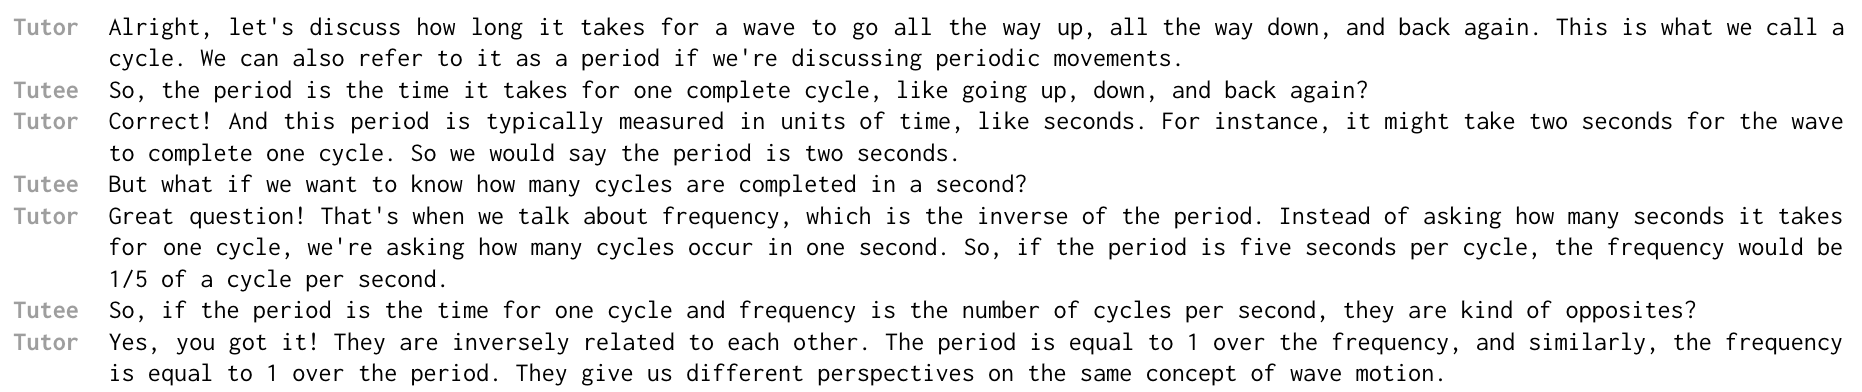 Tutor Alright, let's discuss how long it takes for a wave to go all the way up, all the way down, and back again. This is what we call a
cycle. We can also refer to it as a period if we're discussing periodic movements.
Tutee So, the period is the time it takes for one complete cycle, like going up, down, and back again?
Tutor Correct! And this period is typically measured in units of time, like seconds. For instance, it might take two seconds for the wave
to complete one cycle. So we would say the period is two seconds.
Tutee But what if we want to know how many cycles are completed in a second?
Tutor Great question! That's when we talk about frequency, which is the inverse of the period. Instead of asking how many seconds it takes
for one cycle, we're asking how many cycles occur in one second. So, if the period is five seconds per cycle, the frequency would be
1/5 of a cycle per second.
Tutee So, if the period is the time for one cycle and frequency is the number of cycles per second, they are kind of opposites?
Tutor Yes, you got it! They are inversely related to each other. The period is equal to 1 over the frequency, and similarly, the frequency
is equal to 1 over the period. They give us different perspectives on the same concept of wave motion.